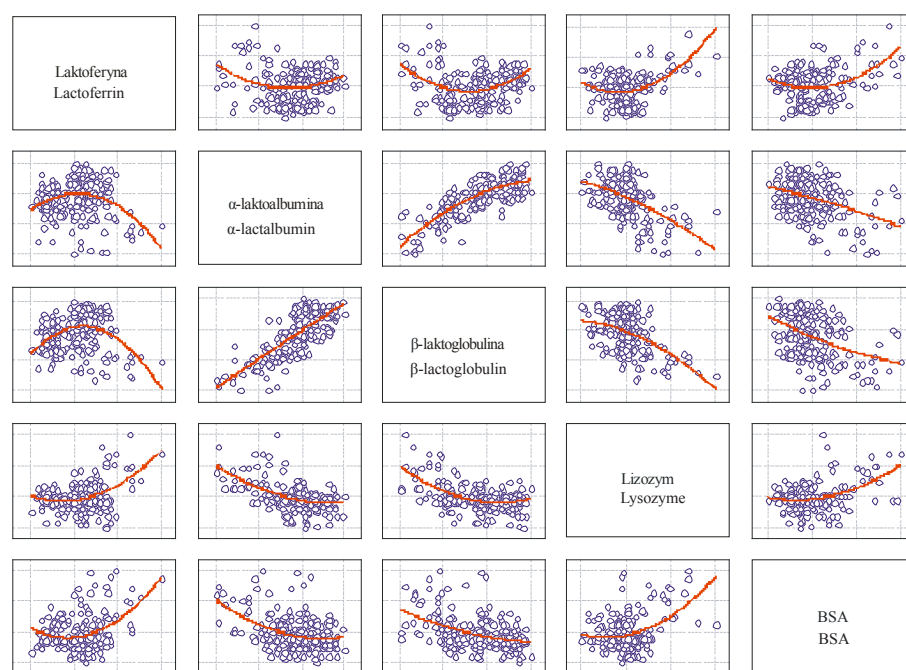 Laktoferyna
Lactoferrin
α-laktoalbumina
α-lactalbumin
β-laktoglobulina
β-lactoglobulin
Lizozym
Lysozyme
BSA
BSA